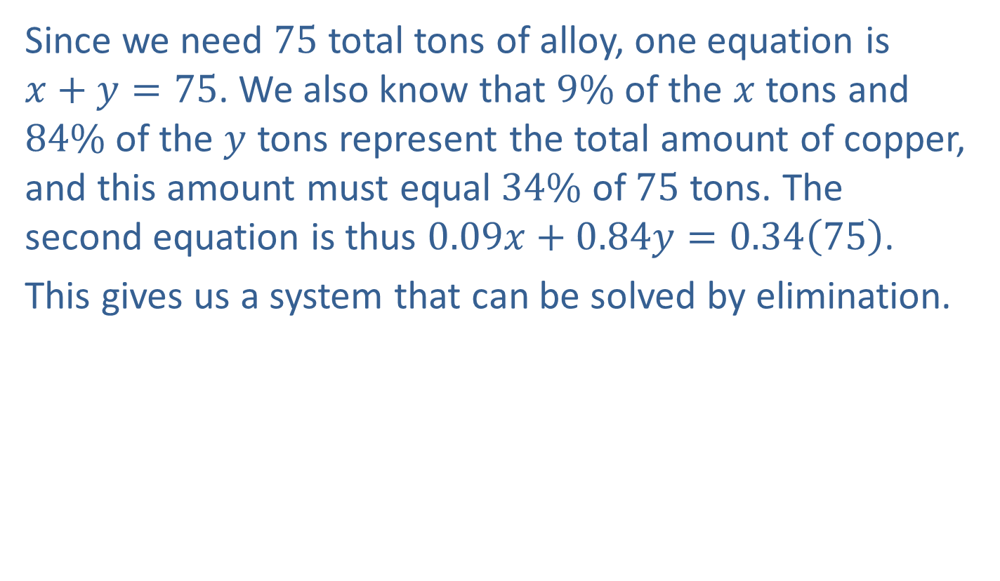 Since we need 75 total tons of alloy, one equation is
x + y = 75. We also know that 9% of the x tons and
84% of the y tons represent the total amount of copper,
and this amount must equal 34% of 75 tons. The
second equation is thus 0.09x + 0.84y = 0.34(75).
This gives us a system that can be solved by elimination.